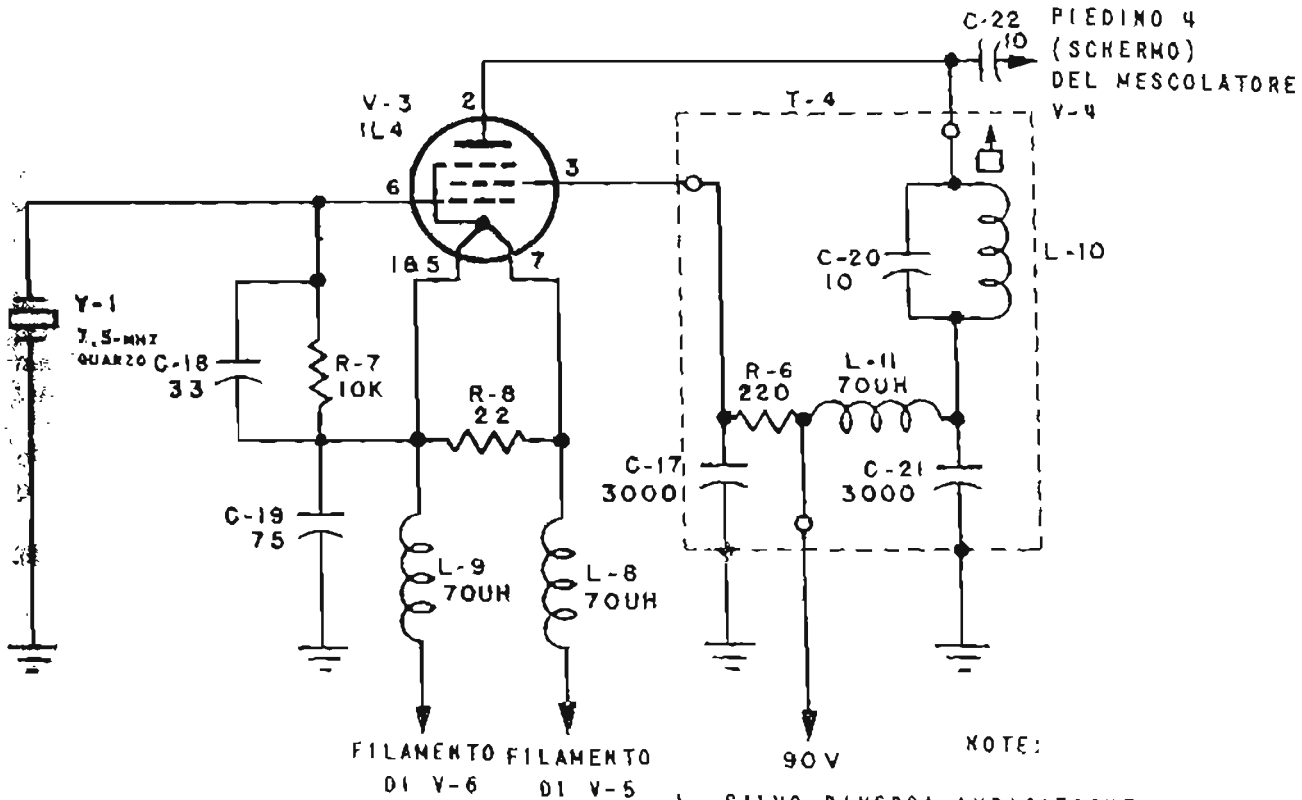 C-22
10
PIEDINO 4
(SCHERMO)
DEL MESCOLATORE
V-4
T-4
V-3
1L4
2
3
6
1&5
7
C-20
10
L-10
Y-1
7,5-MHZ
QUARZO
C-18
33
R-7
10K
R-8
22
R-6
220
L-11
70UH
C-17
3000
C-21
3000
C-19
75
L-9
70UH
L-8
70UH
FILAMENTO
DI V-6
FILAMENTO
DI V-5
90V
NOTE: